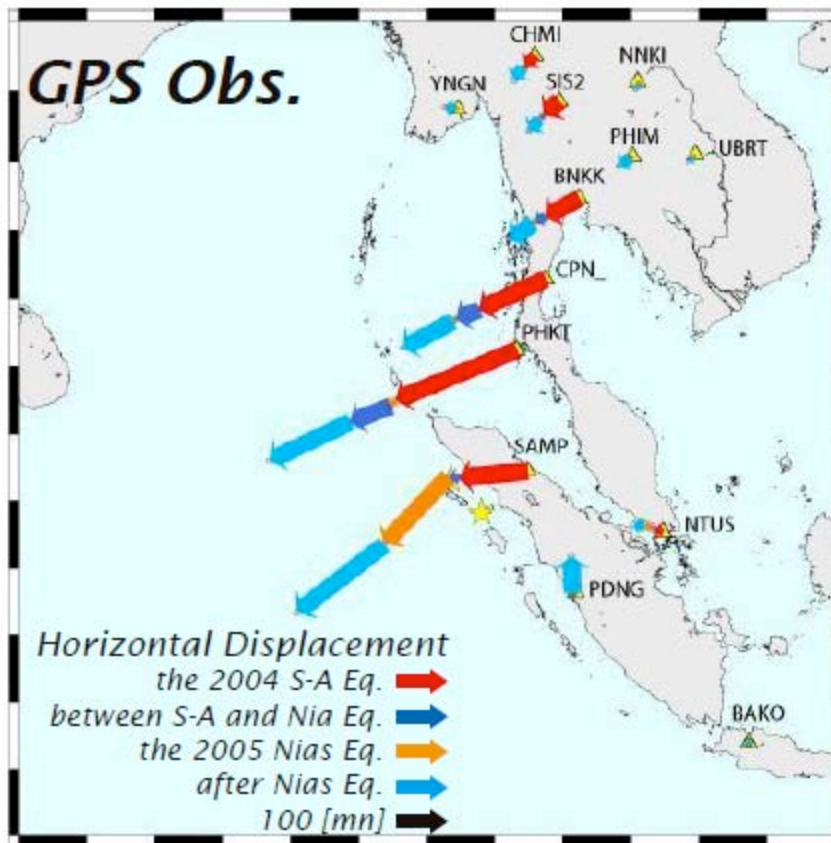 GPS Obs.
CHMI
NNKI
YNGN
SIS2
PHIM
UBRT
BNKK
CPN_
PHKT
SAMP
NTUS
PDNG
Horizontal Displacement
the 2004 S-A Eq.
between S-A and Nia Eq.
the 2005 Nias Eq.
after Nias Eq.
100 [mn]
BAKO